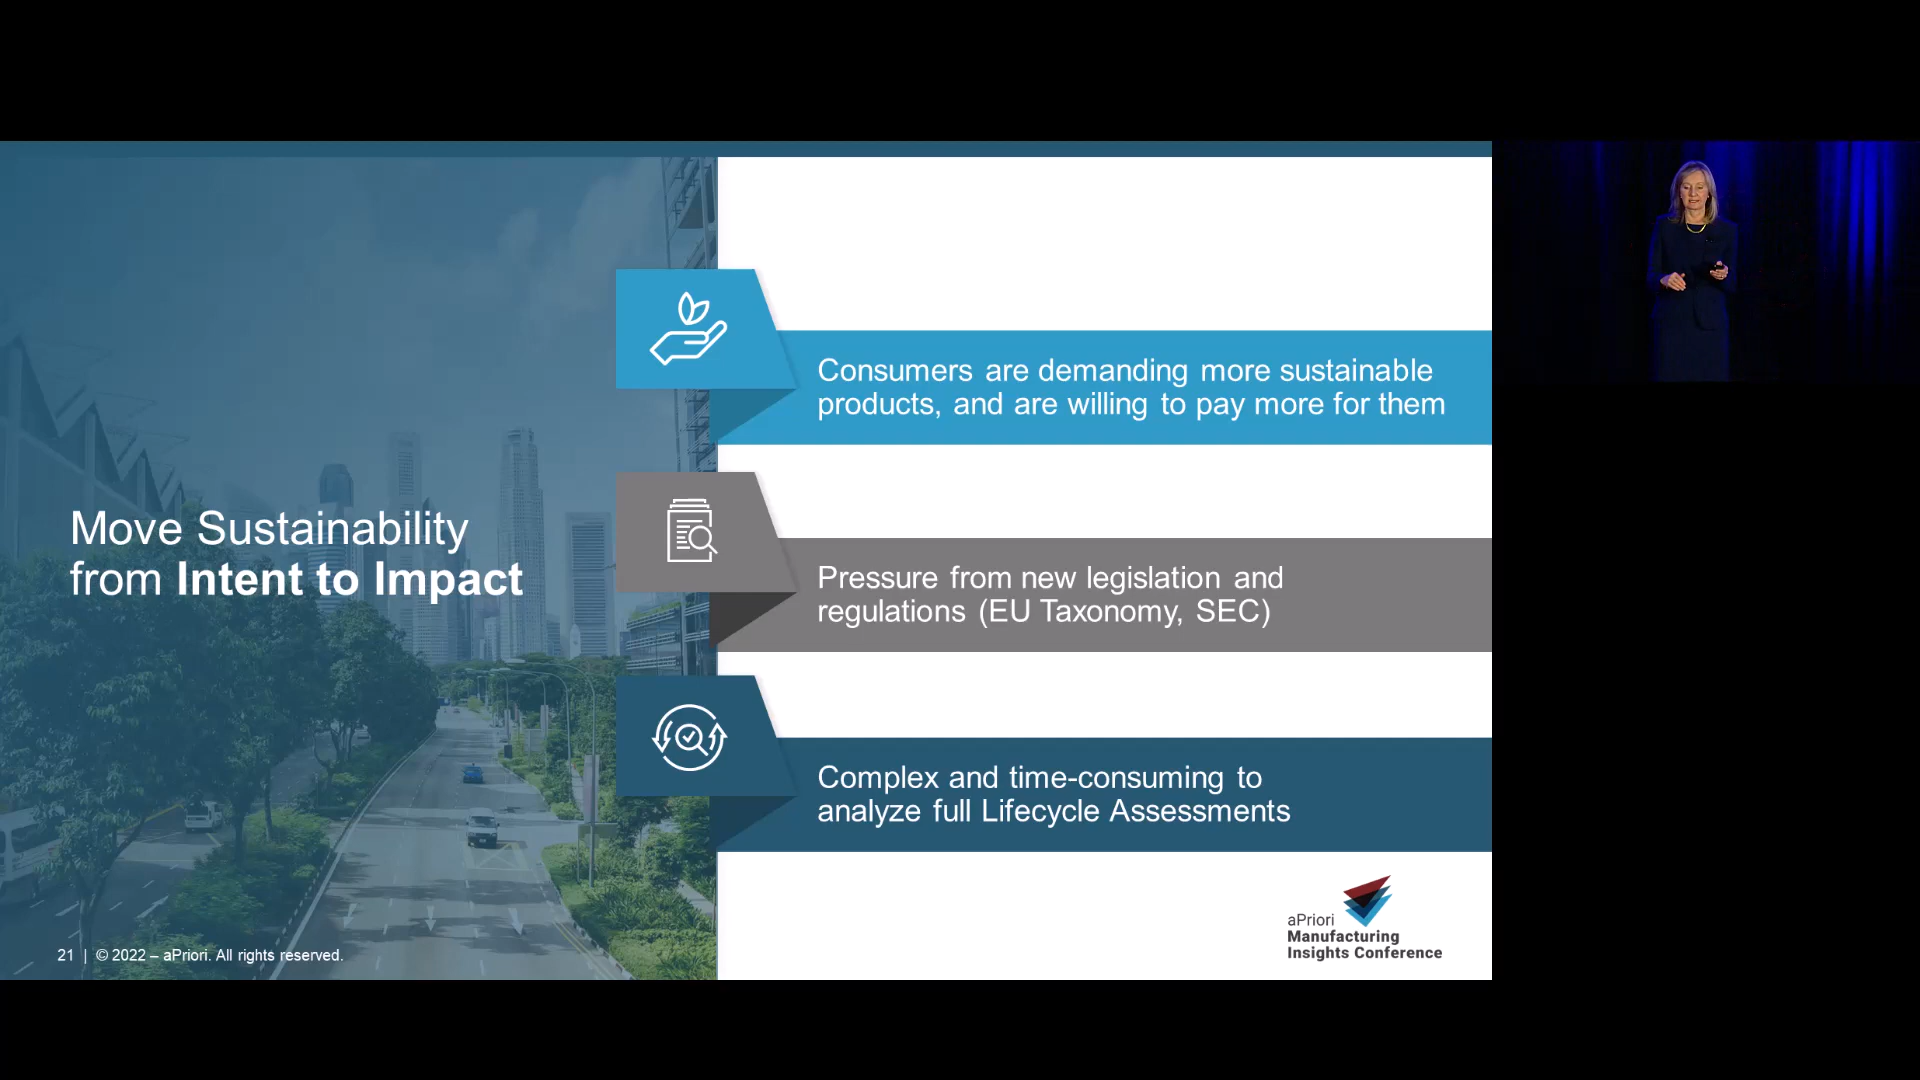 Move Sustainability
from Intent to Impact
Consumers are demanding more sustainable
products, and are willing to pay more for them
Pressure from new legislation and
regulations (EU Taxonomy, SEC)
Complex and time-consuming to
analyze full Lifecycle Assessments
21 | © 2022 – aPriori. All rights reserved.
aPriori
Manufacturing
Insights Conference